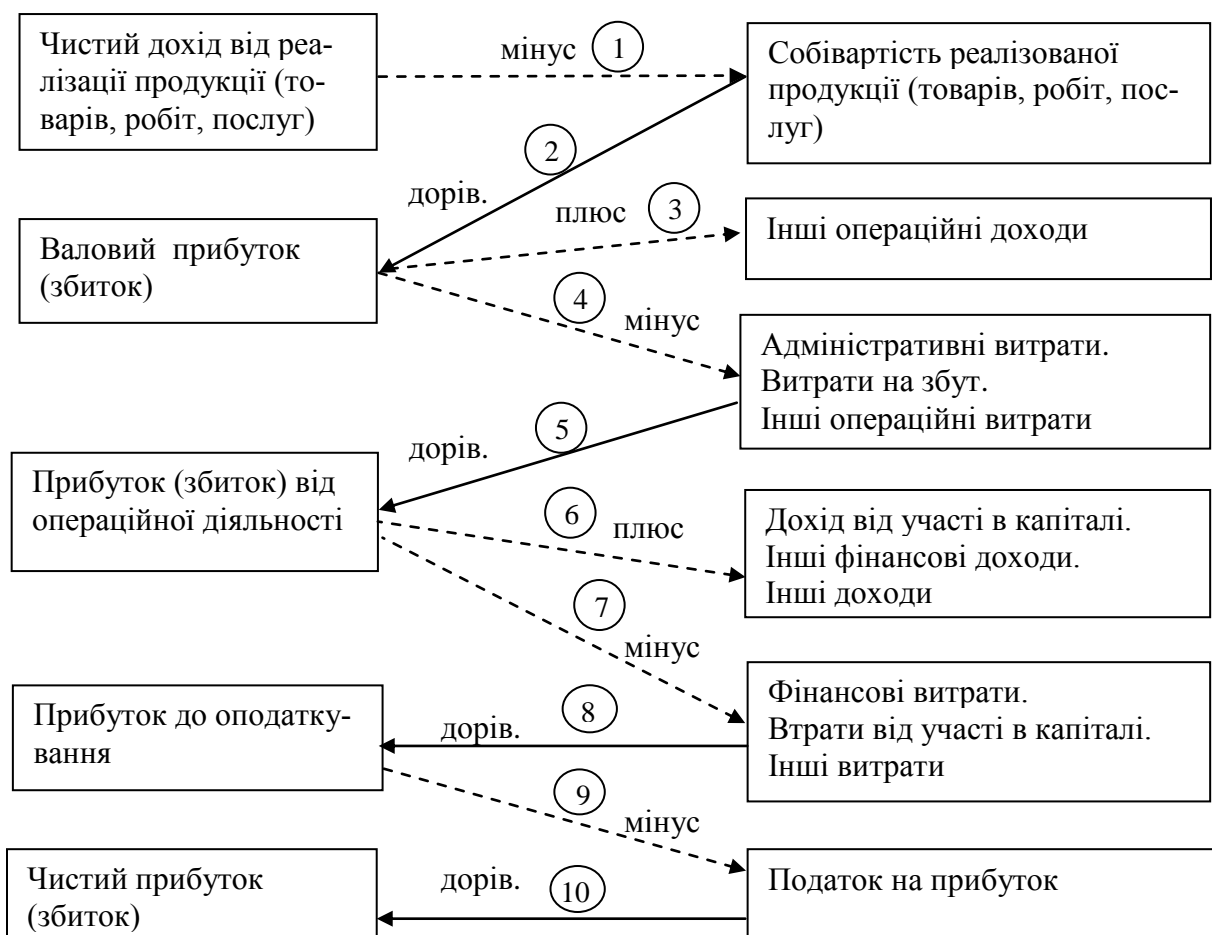 Чистий дохід від реа-
лізації продукції (то-
варів, робіт, послуг)
мінус 1
Собівартість реалізованої
продукції (товарів, робіт, пос-
луг)
2
дорів.
плюс 3
Інші операційні доходи
Валовий прибуток
(збиток)
4
мінус
Адміністративні витрати.
Витрати на збут.
Інші операційні витрати
5
дорів.
Прибуток (збиток) від
операційної діяльності
6
плюс
Дохід від участі в капіталі.
Інші фінансові доходи.
Інші доходи
7
мінус
Фінансові витрати.
Втрати від участі в капіталі.
Інші витрати
дорів. 8
Прибуток до оподатку-
вання
9
мінус
Податок на прибуток
дорів. 10
Чистий прибуток
(збиток)